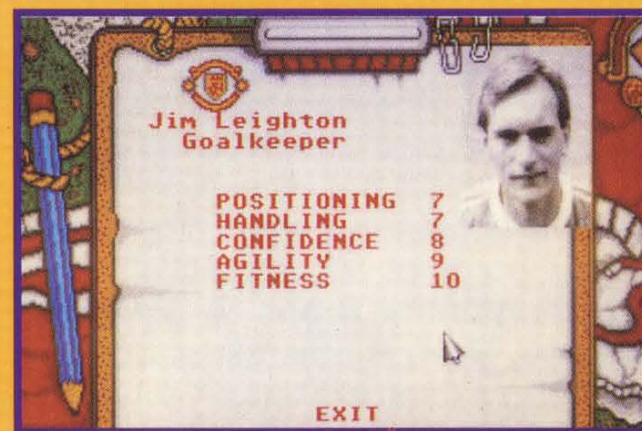 Jim Leighton
Goalkeeper
POSITIONING 7
HANDLING 7
CONFIDENCE 8
AGILITY 9
FITNESS 10
EXIT